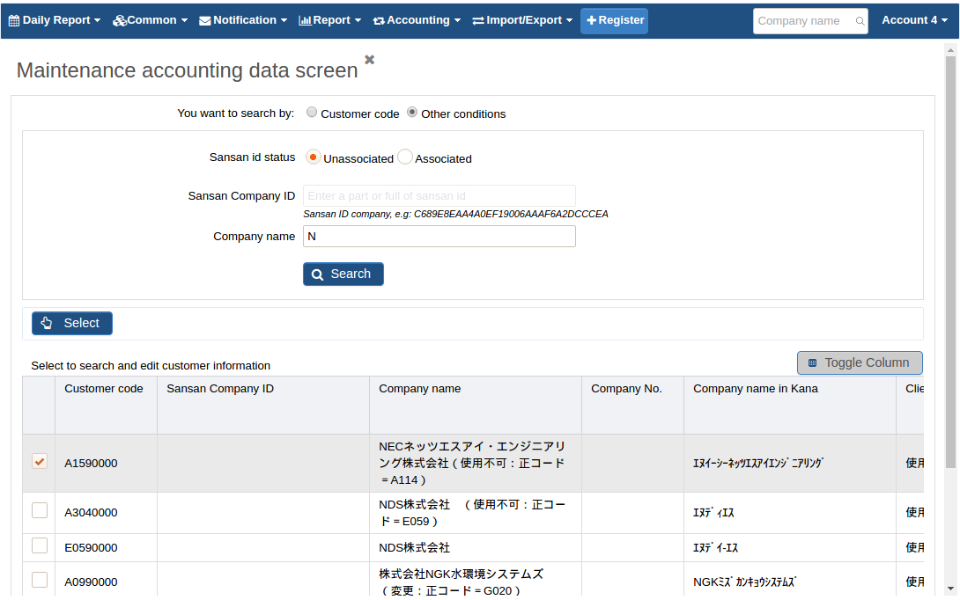 Daily Report Common Notification Report Accounting Import/Export Register Company name Account 4
Maintenance accounting data screen
You want to search by: Customer code Other conditions
Sansan id status Unassociated Associated
Sansan Company ID Enter a part or full of sansan id
Sansan ID company, e.g: C689E8EAA4A0EF19006AAAF6A2DCCCEA
Company name N
Search
Select
Select to search and edit customer information Toggle Column
Customer code Sansan Company ID Company name Company No. Company name in Kana Clie
NECネッツエスアイ・エンジニアリ
A1590000 ング株式会社（使用不可：正コード ｴﾇｲｰｼｰﾈｯﾂｴｽｱｲｴﾝｼﾞﾆｱﾘﾝｸﾞ 使用
＝A114）
NDS株式会社　（使用不可：正コー
A3040000 ド＝E059） ｴﾇﾃﾞｨｴｽ 使用
E0590000 NDS株式会社 ｴﾇﾃﾞｲ-ｴｽ 使用
株式会社NGK水環境システムズ
A0990000 （変更：正コード＝G020） NGKﾐｽﾞｶﾝｷｮｳｼｽﾃﾑｽﾞ 使用